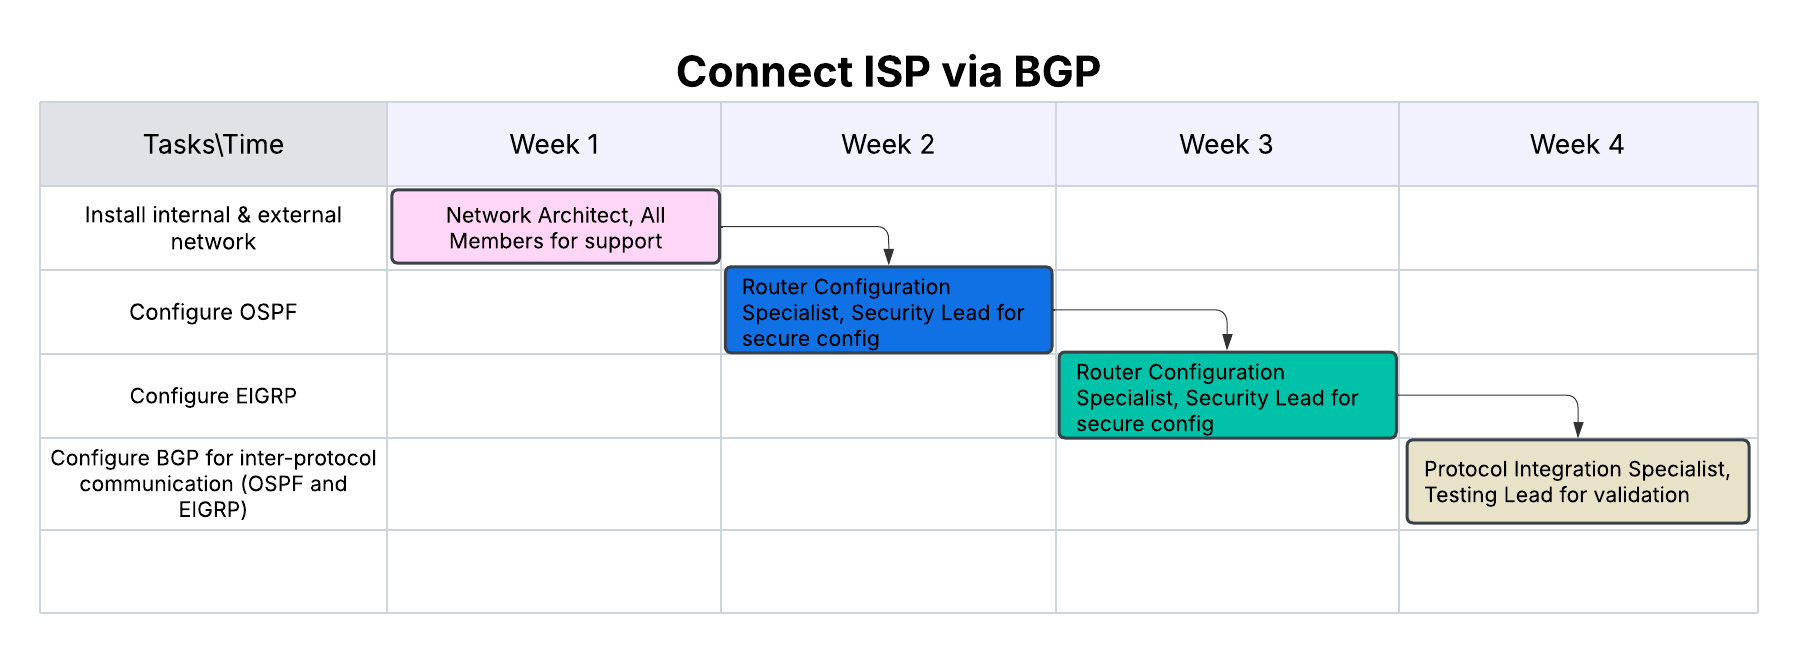 Connect ISP via BGP
Tasks\Time
Week 1
Week 2
Week 3
Week 4
Install internal & external
network
Network Architect, All
Members for support
Configure OSPF
Router Configuration
Specialist, Security Lead for
secure config
Configure EIGRP
Router Configuration
Specialist, Security Lead for
secure config
Configure BGP for inter-protocol
communication (OSPF and
EIGRP)
Protocol Integration Specialist,
Testing Lead for validation